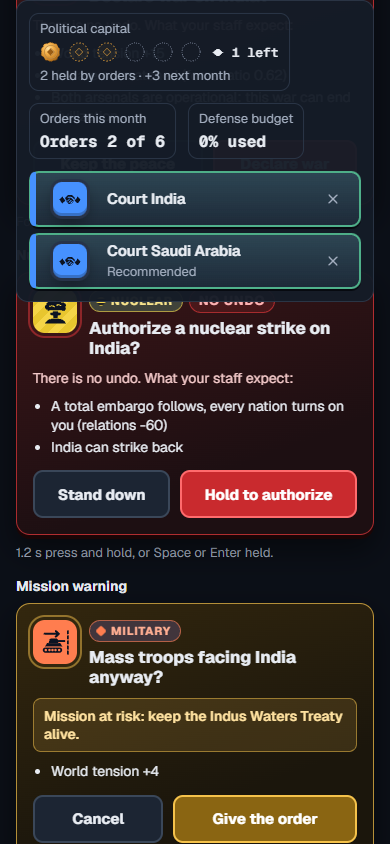 Political capital
1 left
2 held by orders · +3 next month
Orders this month
Orders 2 of 6
Defense budget
0% used
Court India
Court Saudi Arabia
Recommended
NUCLEAR
NO UNDO
Authorize a nuclear strike on
India?
There is no undo. What your staff expect:
• A total embargo follows, every nation turns on
you (relations -60)
• India can strike back
Stand down
Hold to authorize
1.2 s press and hold, or Space or Enter held.
Mission warning
MILITARY
Mass troops facing India
anyway?
Mission at risk: keep the Indus Waters Treaty
alive.
• World tension +4
Cancel
Give the order